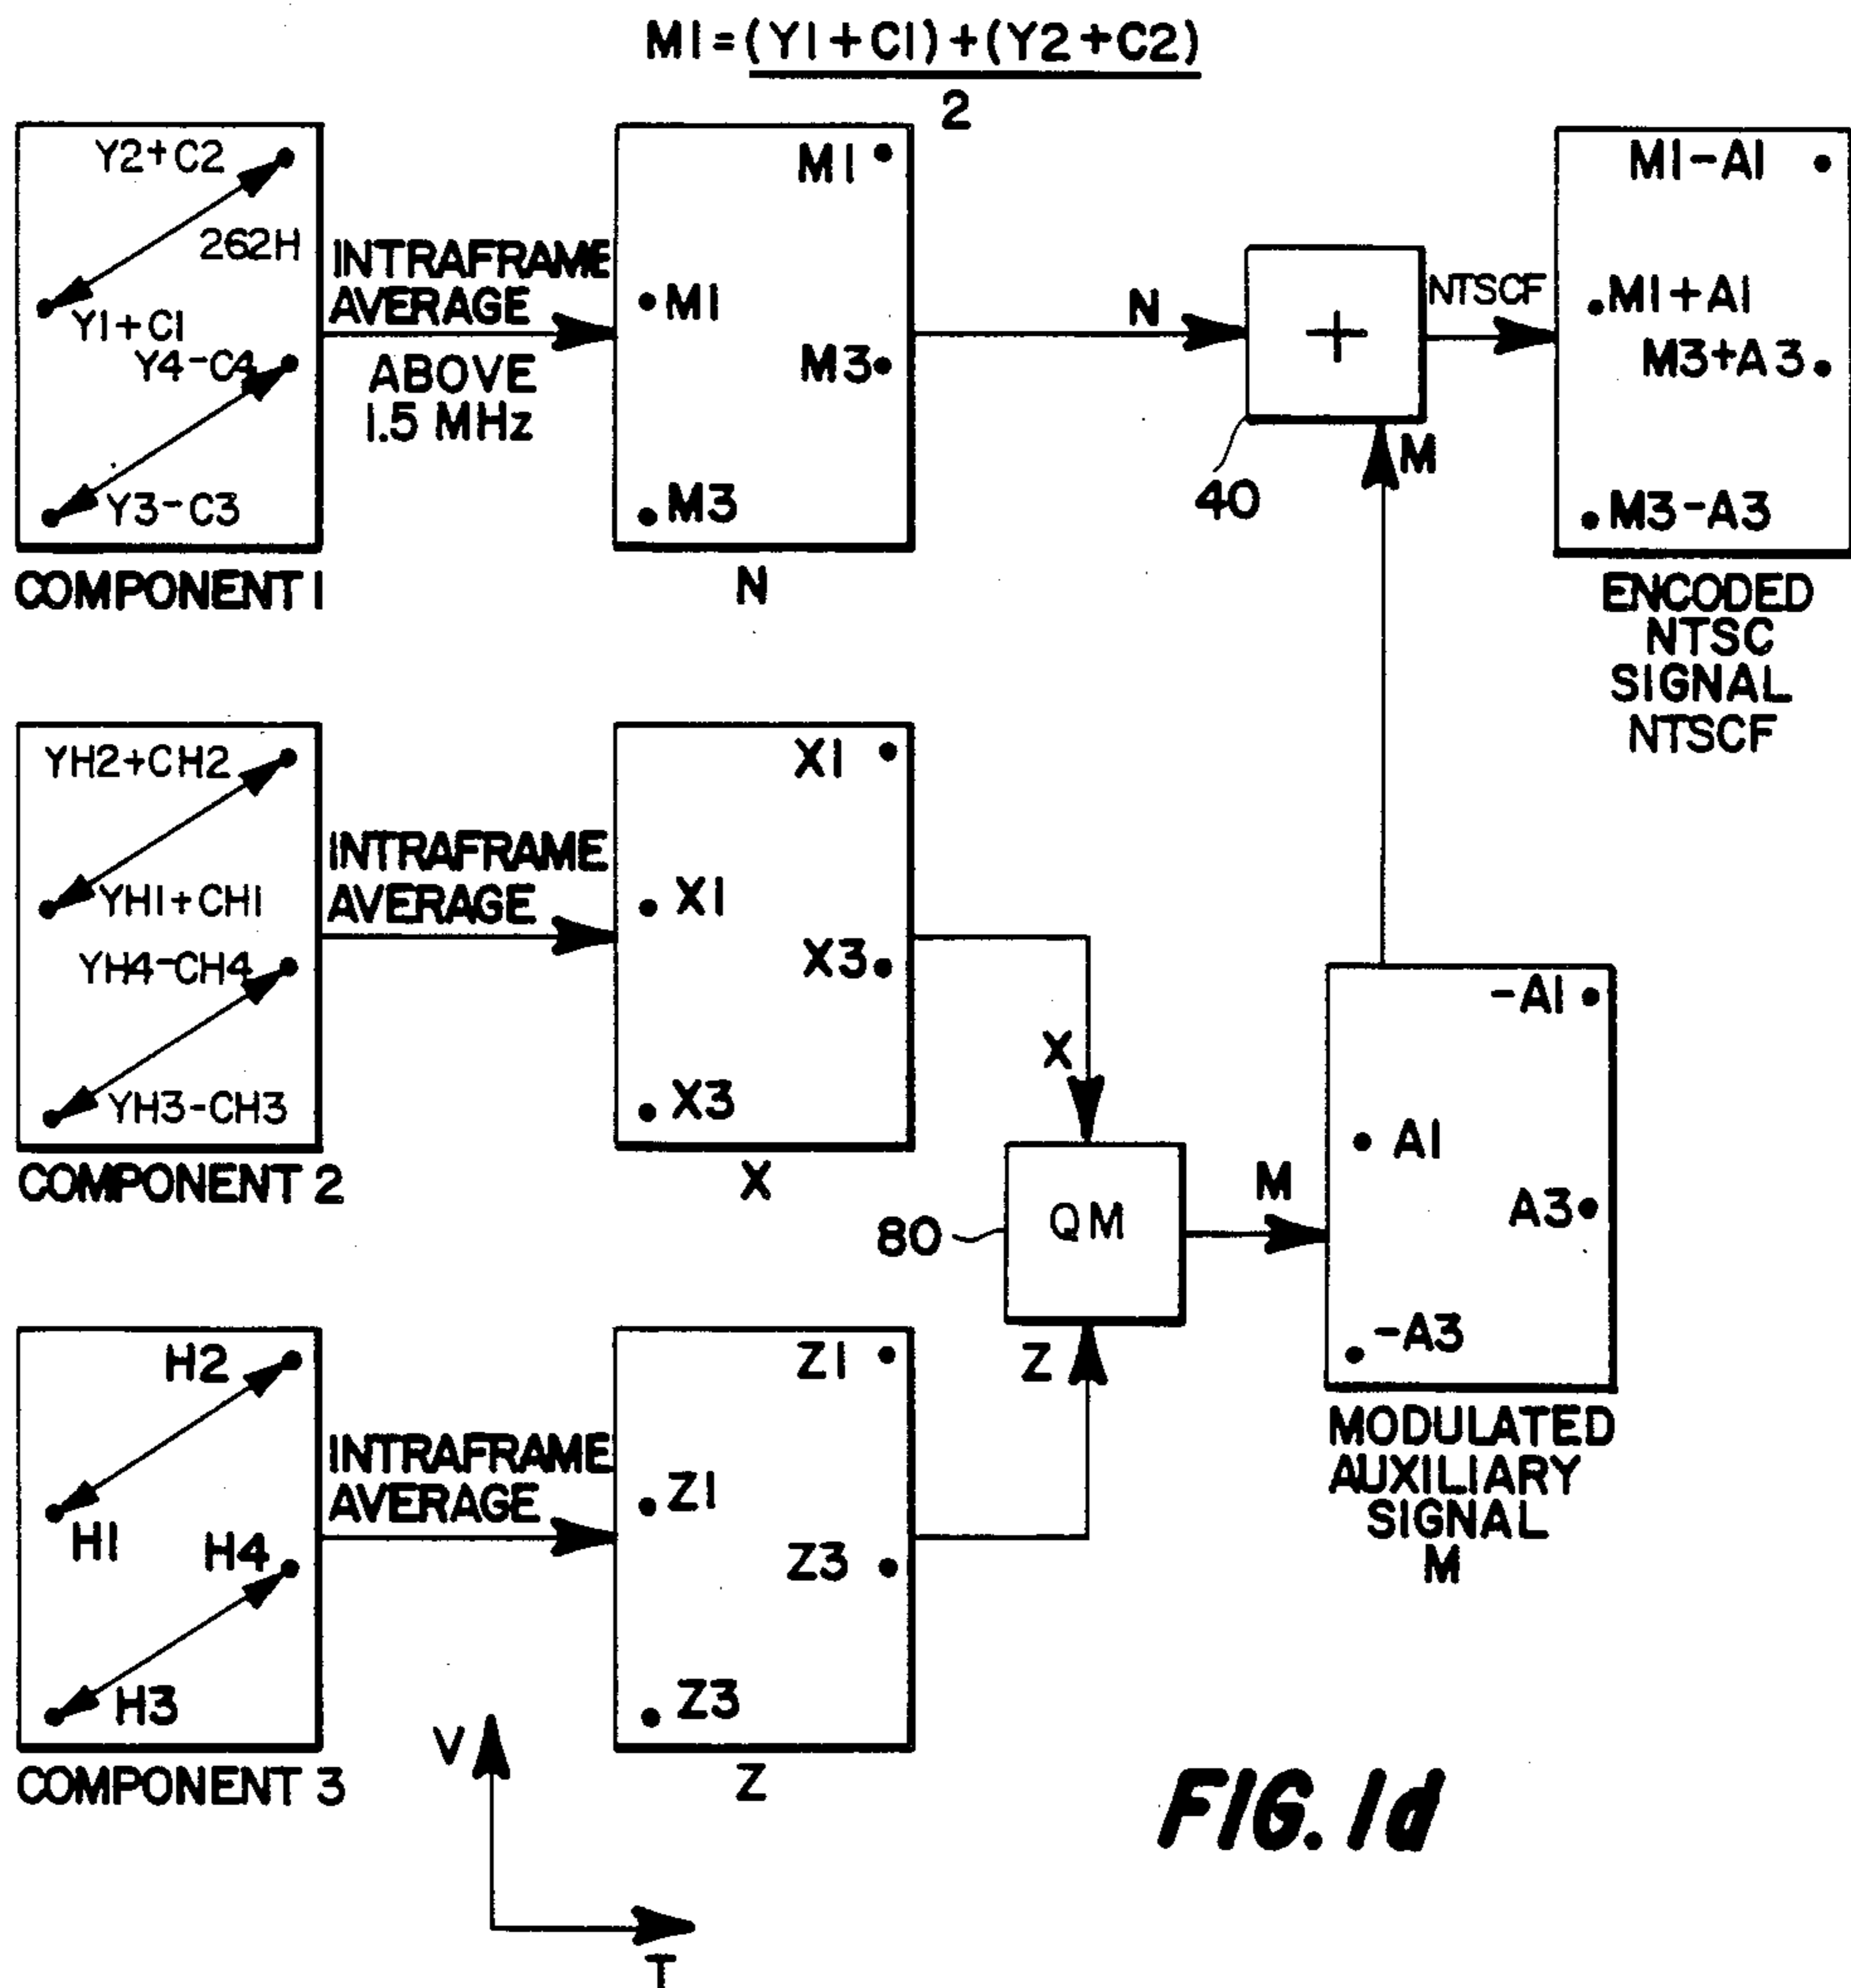 MI=(YI+CI)+(Y2+C2)
2
Y2+C2
262H
Y1+C1
Y4-C4
Y3-C3
COMPONENT 1
INTRAFRAME
AVERAGE
ABOVE
1.5 MHz
M1
M1
M3
M3
N
N
+
40
M
NTSCF
M1-A1
M1+A1
M3+A3
M3-A3
ENCODED
NTSC
SIGNAL
NTSCF
YH2+CH2
YH1+CH1
YH4-CH4
YH3-CH3
COMPONENT 2
INTRAFRAME
AVERAGE
X1
X1
X3
X3
X
X
QM
80
M
-A1
A1
A3
-A3
MODULATED
AUXILIARY
SIGNAL
M
H2
H1
H4
H3
COMPONENT 3
INTRAFRAME
AVERAGE
Z1
Z1
Z3
Z3
Z
Z
V
T
FIG. 1d